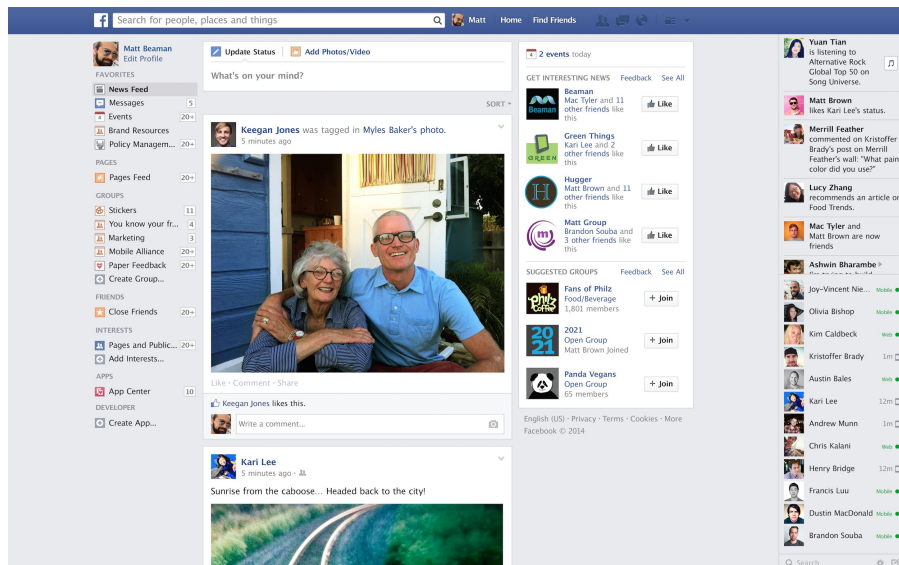 f Search for people, places and things Matt Home Find Friends
Matt Beaman
Edit Profile
FAVORITES
News Feed
Messages 5
Events 20+
Brand Resources
Policy Managem... 20+
PAGES
Pages Feed 20+
GROUPS
Stickers 11
You know your fr... 4
Marketing 3
Mobile Alliance 20+
Paper Feedback 20+
Create Group...
FRIENDS
Close Friends 20+
INTERESTS
Pages and Public... 20+
Add Interests...
APPS
App Center 10
DEVELOPER
Create App...
Update Status Add Photos/Video
What's on your mind?
SORT
Keegan Jones was tagged in Myles Baker's photo.
5 minutes ago
Like · Comment · Share
Keegan Jones likes this.
Write a comment...
Kari Lee
5 minutes ago ·
Sunrise from the caboose... Headed back to the city!
4 2 events today
GET INTERESTING NEWS Feedback See All
Beaman
Beaman
Mac Tyler and 11
other friends like
this
Like
GREEN
Green Things
Kari Lee and 2
other friends like
this
Like
H
Hugger
Matt Brown and 11
other friends like
this
Like
m
Matt Group
Brandon Souba and
3 other friends like
this
Like
SUGGESTED GROUPS Feedback See All
Philz
Coffee
Fans of Philz
Food/Beverage
1,801 members
+ Join
20
21
2021
Open Group
Matt Brown joined
+ Join
Panda Vegans
Open Group
65 members
+ Join
English (US) · Privacy · Terms · Cookies · More
Facebook © 2014
Yuan Tian
is listening to
Alternative Rock
Global Top 50 on
Song Universe.
Matt Brown
likes Kari Lee's status.
Merrill Feather
commented on Kristoffer
Brady's post on Merrill
Feather's wall: "What pain
color did you use?"
Lucy Zhang
recommends an article on
Food Trends.
Mac Tyler and
Matt Brown are now
friends
Ashwin Bharambe
Joy-Vincent Nie... Mobile
Olivia Bishop Mobile
Kim Caldbeck Web
Kristoffer Brady 1m
Austin Bales Web
Kari Lee 12m
Andrew Munn 1m
Chris Kalani Web
Henry Bridge 12m
Francis Luu Mobile
Dustin MacDonald Mobile
Brandon Souba Mobile
Search